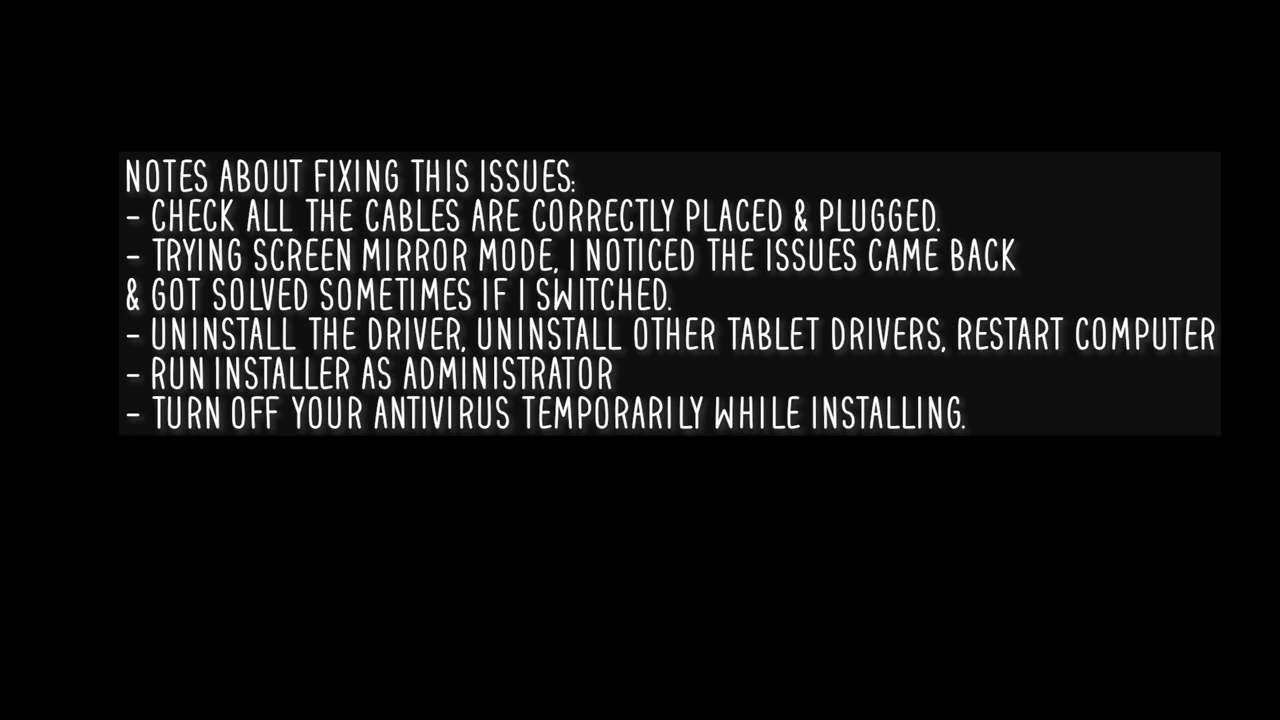 NOTES ABOUT FIXING THIS ISSUES:
- CHECK ALL THE CABLES ARE CORRECTLY PLACED & PLUGGED.
- TRYING SCREEN MIRROR MODE, I NOTICED THE ISSUES CAME BACK
& GOT SOLVED SOMETIMES IF I SWITCHED.
- UNINSTALL THE DRIVER, UNINSTALL OTHER TABLET DRIVERS, RESTART COMPUTER
- RUN INSTALLER AS ADMINISTRATOR
- TURN OFF YOUR ANTIVIRUS TEMPORARILY WHILE INSTALLING.